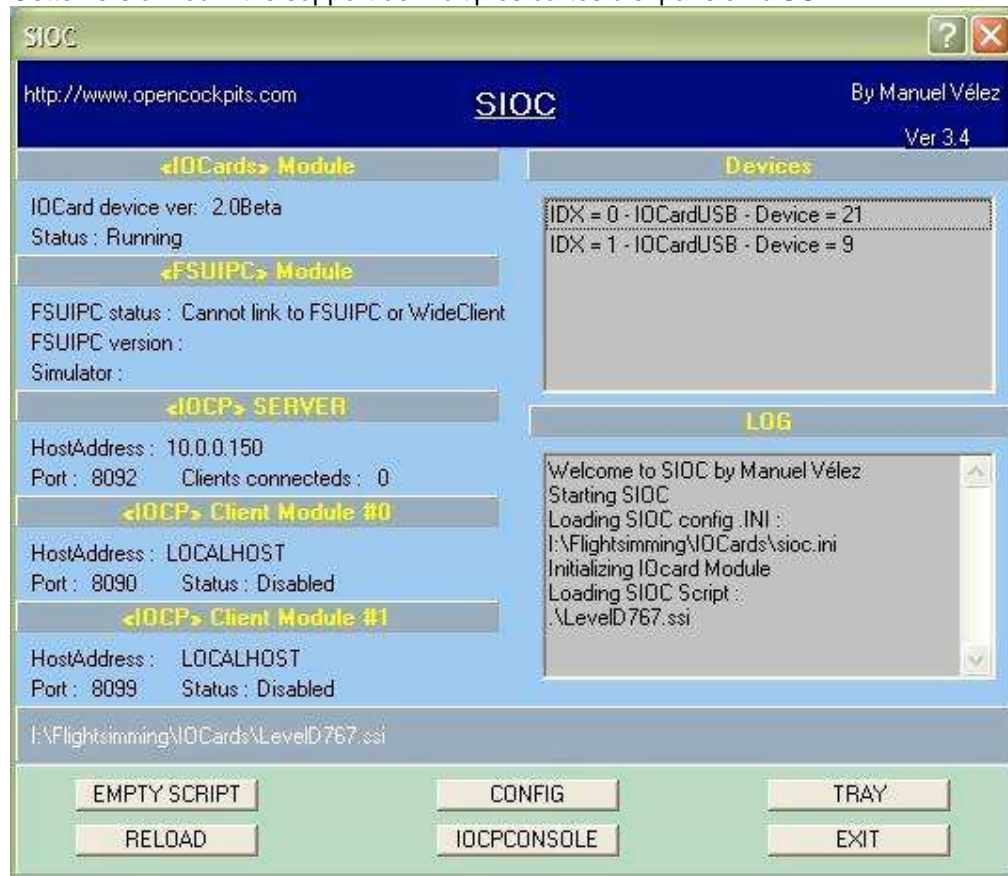 SIOC
http://www.opencockpits.com
SIOC
By Manuel Vélez
Ver 3.4
<IOCards> Module
IOCard device ver: 2.0Beta
Status : Running
<FSUIPC> Module
FSUIPC status : Cannot link to FSUIPC or WideClient
FSUIPC version :
Simulator :
<IOCP> SERVER
HostAddress : 10.0.0.150
Port : 8092 Clients connecteds : 0
<IOCP> Client Module #0
HostAddress : LOCALHOST
Port : 8090 Status : Disabled
<IOCP> Client Module #1
HostAddress : LOCALHOST
Port : 8099 Status : Disabled
Devices
IDX = 0 - IOCardUSB - Device = 21
IDX = 1 - IOCardUSB - Device = 9
LOG
Welcome to SIOC by Manuel Vélez
Starting SIOC
Loading SIOC config .INI :
I:\Flightsimming\IOCards\sioc.ini
Initializing IOcard Module
Loading SIOC Script :
.\LevelD767.ssi
I:\Flightsimming\IOCards\LevelD767.ssi
EMPTY SCRIPT
CONFIG
TRAY
RELOAD
IOCPCONSOLE
EXIT